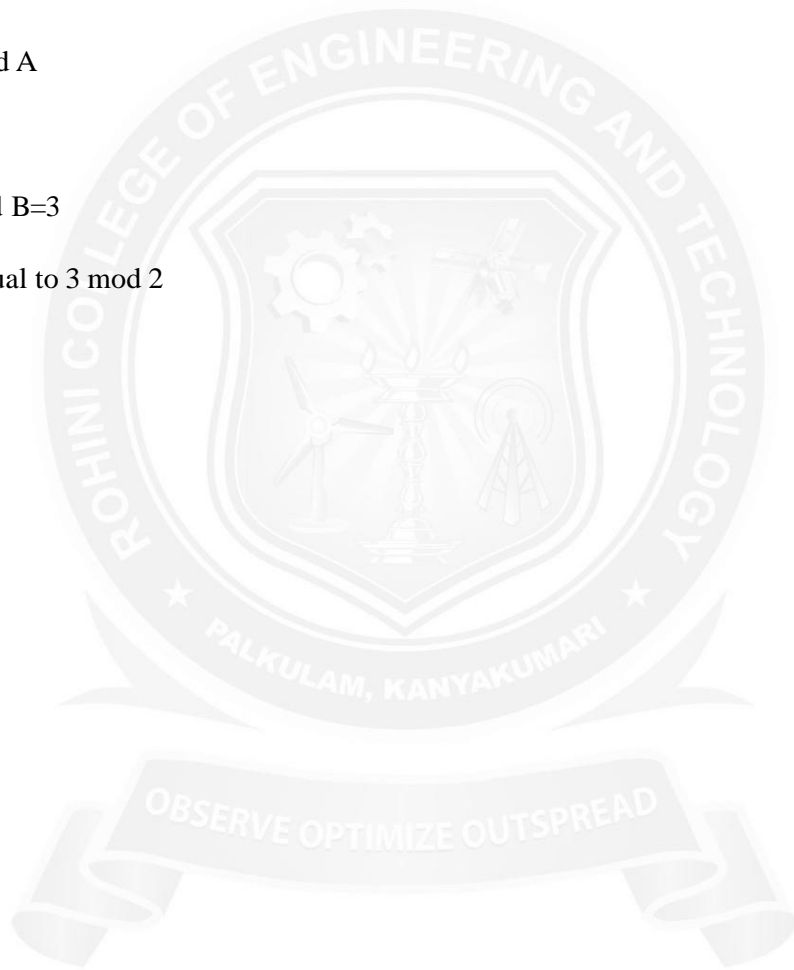 d A
B=3
ual to 3 mod 2
ROHINI COLLEGE OF ENGINEERING AND TECHNOLOGY
PALKULAM, KANYAKUMARI
OBSERVE OPTIMIZE OUTSPREAD